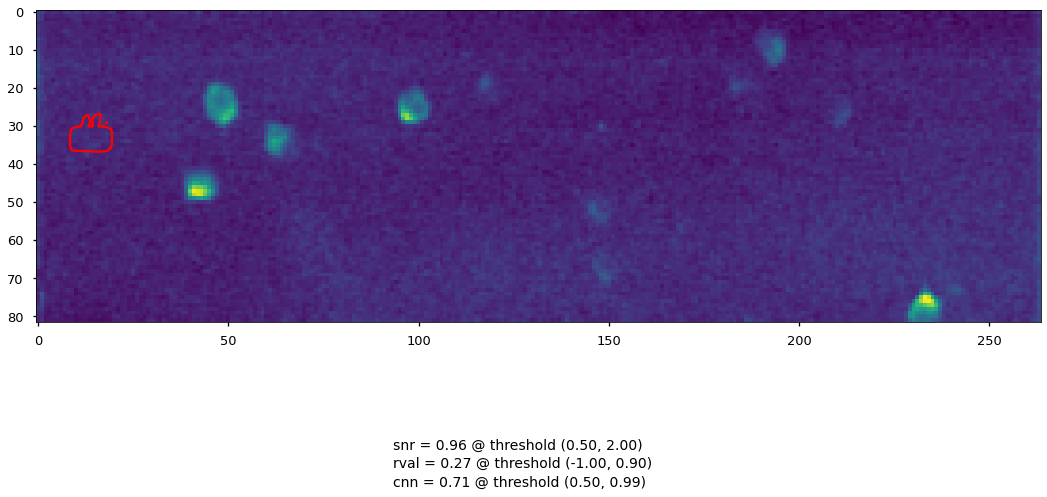 0
10
20
30
40
50
60
70
80
0 50 100 150 200 250
snr = 0.96 @ threshold (0.50, 2.00)
rval = 0.27 @ threshold (-1.00, 0.90)
cnn = 0.71 @ threshold (0.50, 0.99)